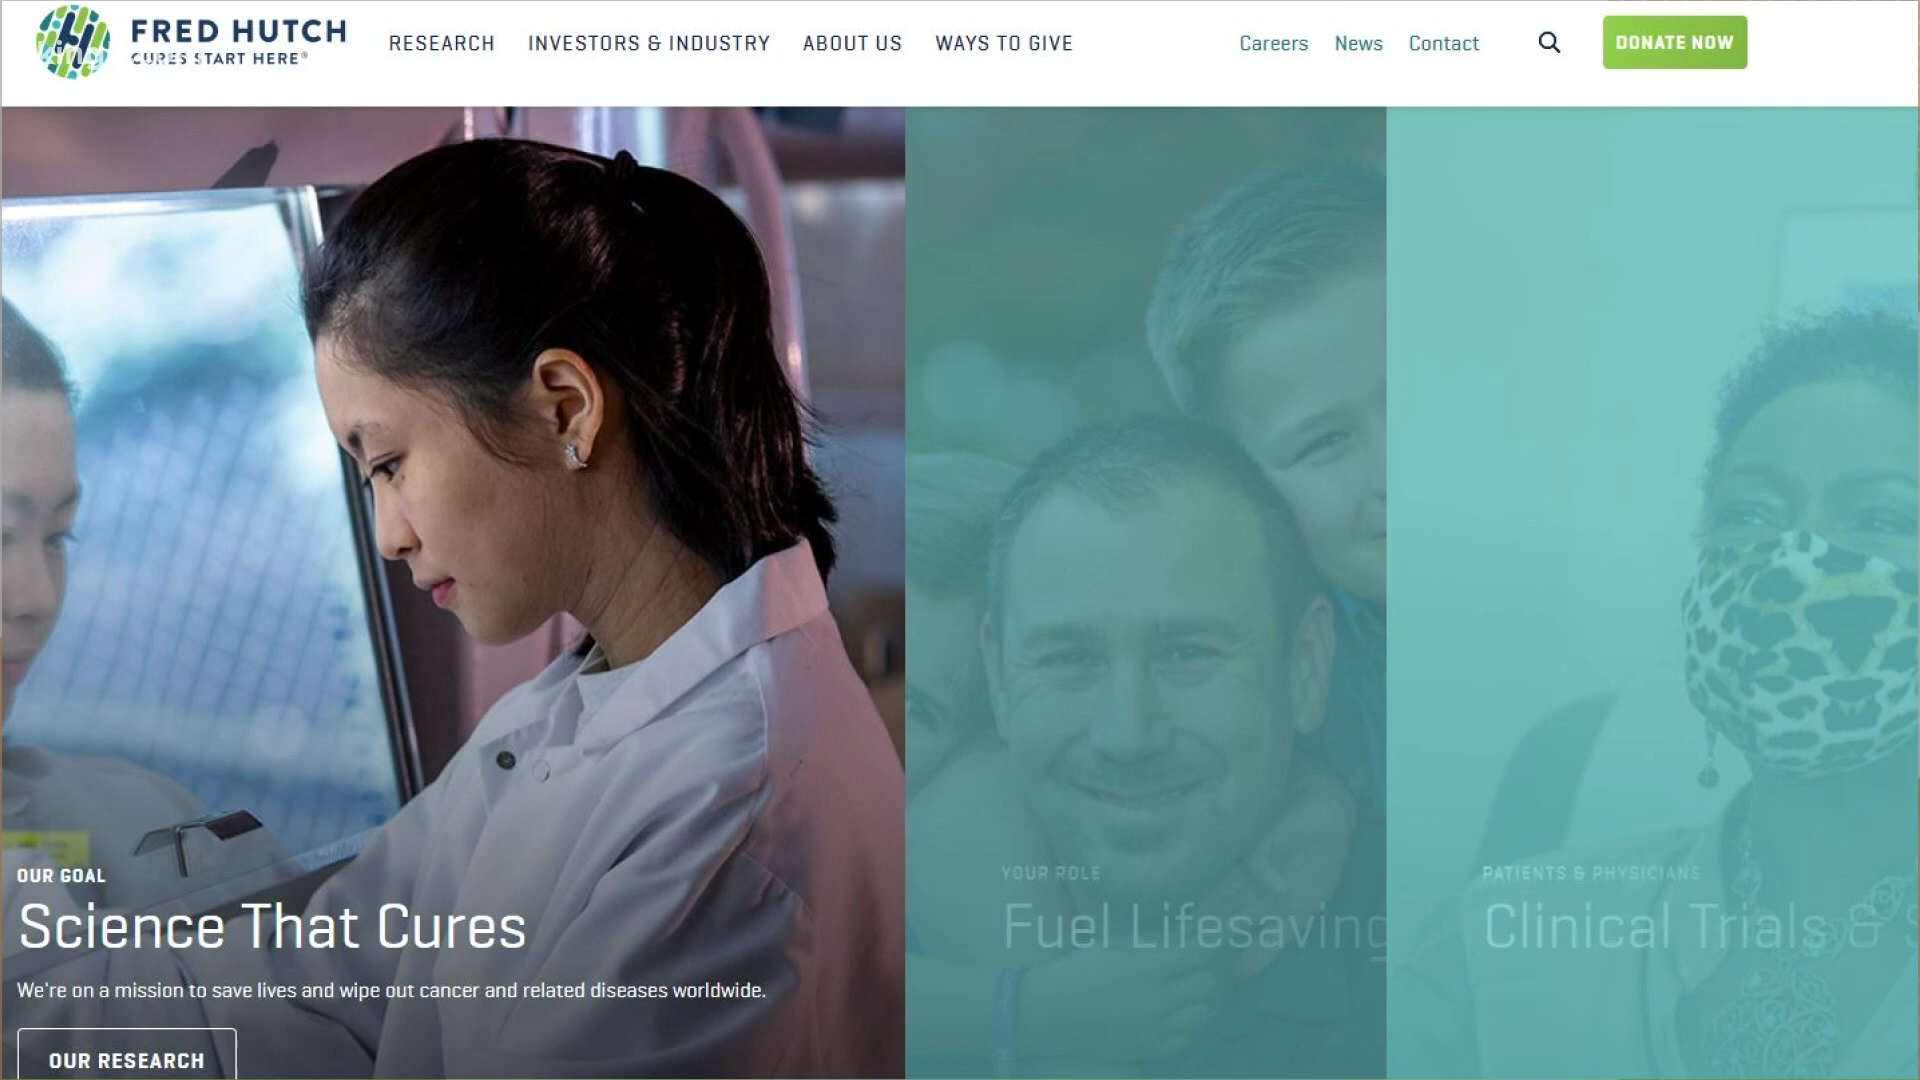 FRED HUTCH
CURES START HERE®
RESEARCH
INVESTORS & INDUSTRY
ABOUT US
WAYS TO GIVE
Careers
News
Contact
DONATE NOW
OUR GOAL
Science That Cures
We're on a mission to save lives and wipe out cancer and related diseases worldwide.
OUR RESEARCH
YOUR ROLE
Fuel Lifesaving
PATIENTS & PHYSICIANS
Clinical Trials & S